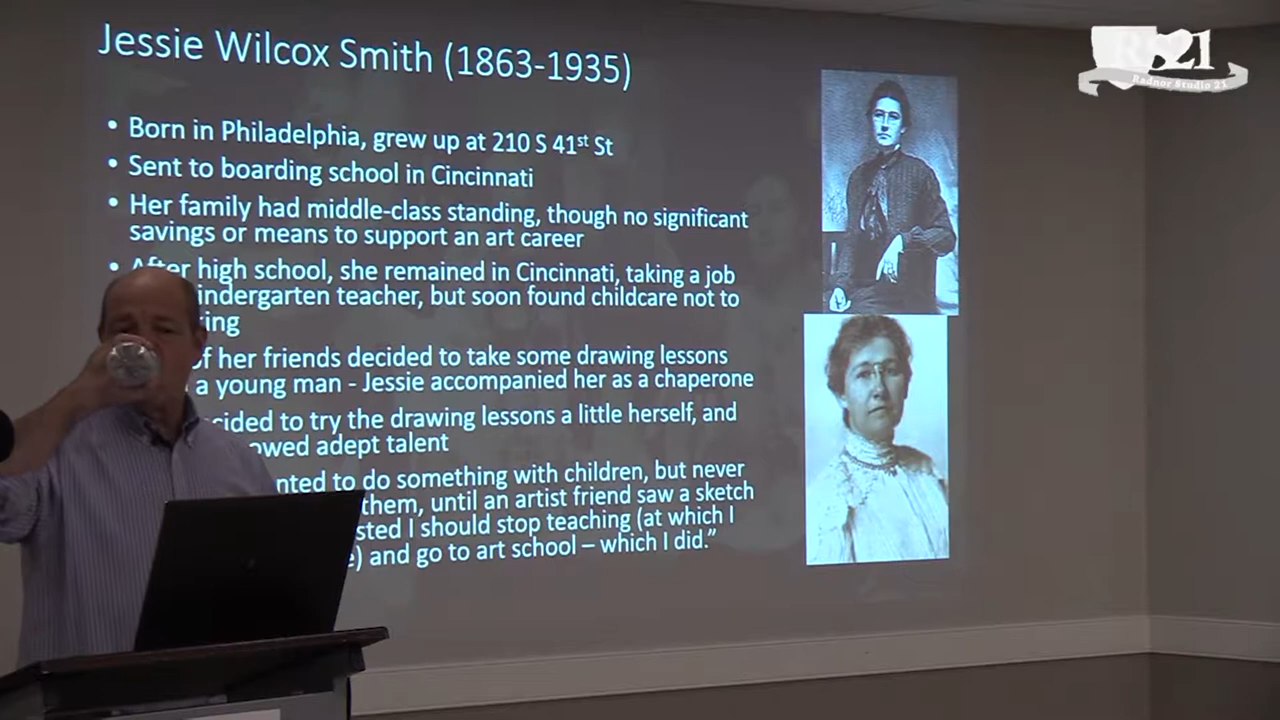 Jessie Wilcox Smith (1863-1935)
• Born in Philadelphia, grew up at 210 S 41st St
• Sent to boarding school in Cincinnati
• Her family had middle-class standing, though no significant
savings or means to support an art career
• After high school, she remained in Cincinnati, taking a job
indergarten teacher, but soon found childcare not to
ing
of her friends decided to take some drawing lessons
a young man - Jessie accompanied her as a chaperone
cided to try the drawing lessons a little herself, and
owed adept talent
nted to do something with children, but never
them, until an artist friend saw a sketch
sted I should stop teaching (at which I
e) and go to art school – which I did.”
R 21
Radnor Studio 21